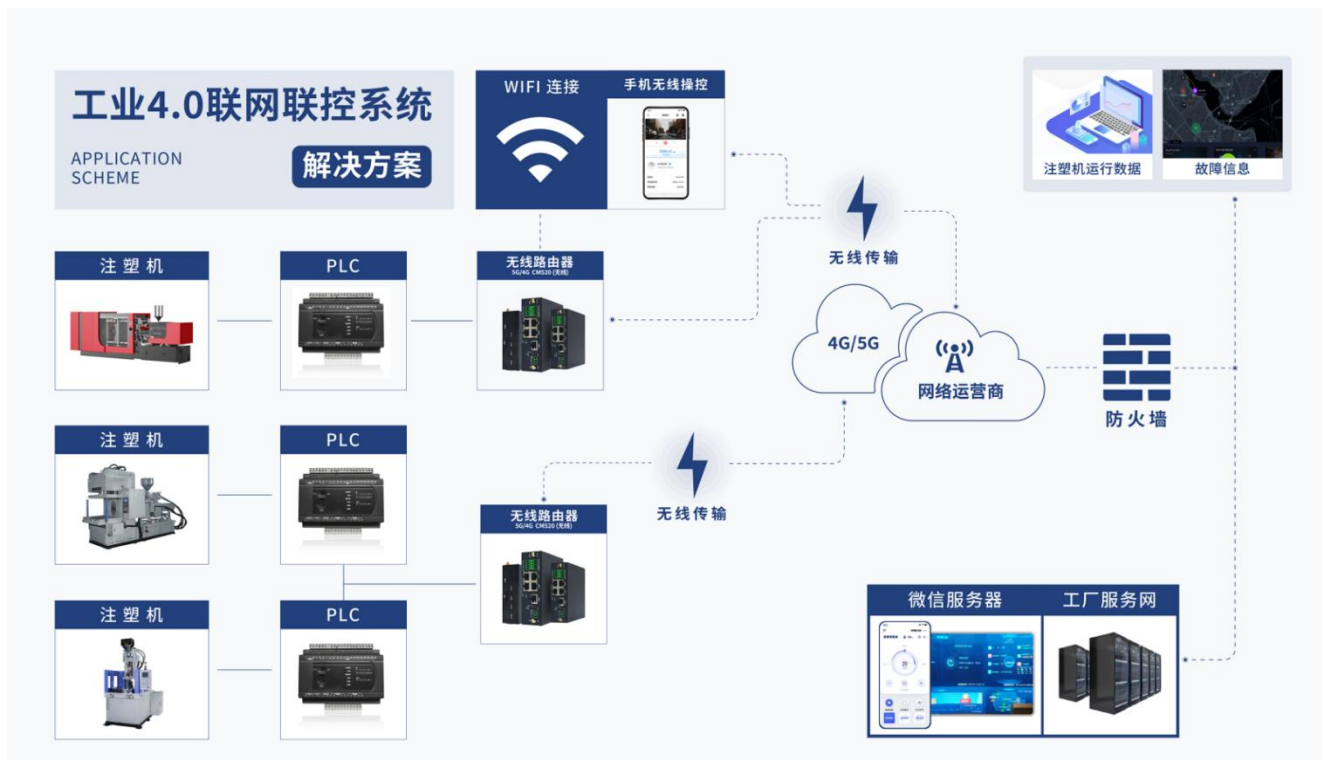 工业4.0联网联控系统
APPLICATION
SCHEME
解决方案
WIFI 连接
手机无线操控
注塑机运行数据
故障信息
无线传输
注塑机
PLC
无线路由器
5G/4G CM520 (无线)
4G/5G
网络运营商
防火墙
注塑机
PLC
无线传输
无线路由器
5G/4G CM520 (无线)
注塑机
PLC
微信服务器
工厂服务网